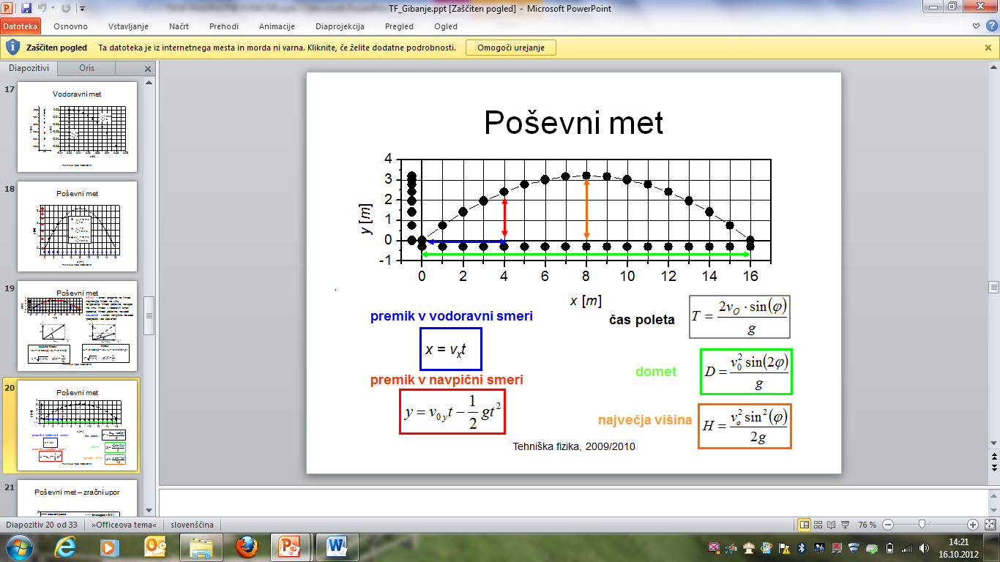 TF_Gibanje.ppt [Zaščiten pogled] - Microsoft PowerPoint
Datoteka Osnovno Vstavljanje Načrt Prehodi Animacije Diaprojekcija Pregled Ogled
Zaščiten pogled Ta datoteka je iz internetnega mesta in morda ni varna. Kliknite, če želite dodatne podrobnosti. Omogoči urejanje
Diapozitivi Oris
17
Vodoravni met
18
Poševni met
19
Poševni met
20
Poševni met
21
Poševni met – zračni upor
Poševni met
4
3
2
1
0
-1
y [m]
0 2 4 6 8 10 12 14 16
x [m]
premik v vodoravni smeri
x = vₓt
premik v navpični smeri
y = v₀yt − 1/2 gt²
čas poleta
T = 2v_O · sin(φ) / g
domet
D = v₀² sin(2φ) / g
največja višina
H = v_o² sin²(φ) / 2g
Tehniška fizika, 2009/2010
Diapozitiv 20 od 33 »Officeova tema« slovenščina 76 %
14:21
16.10.2012